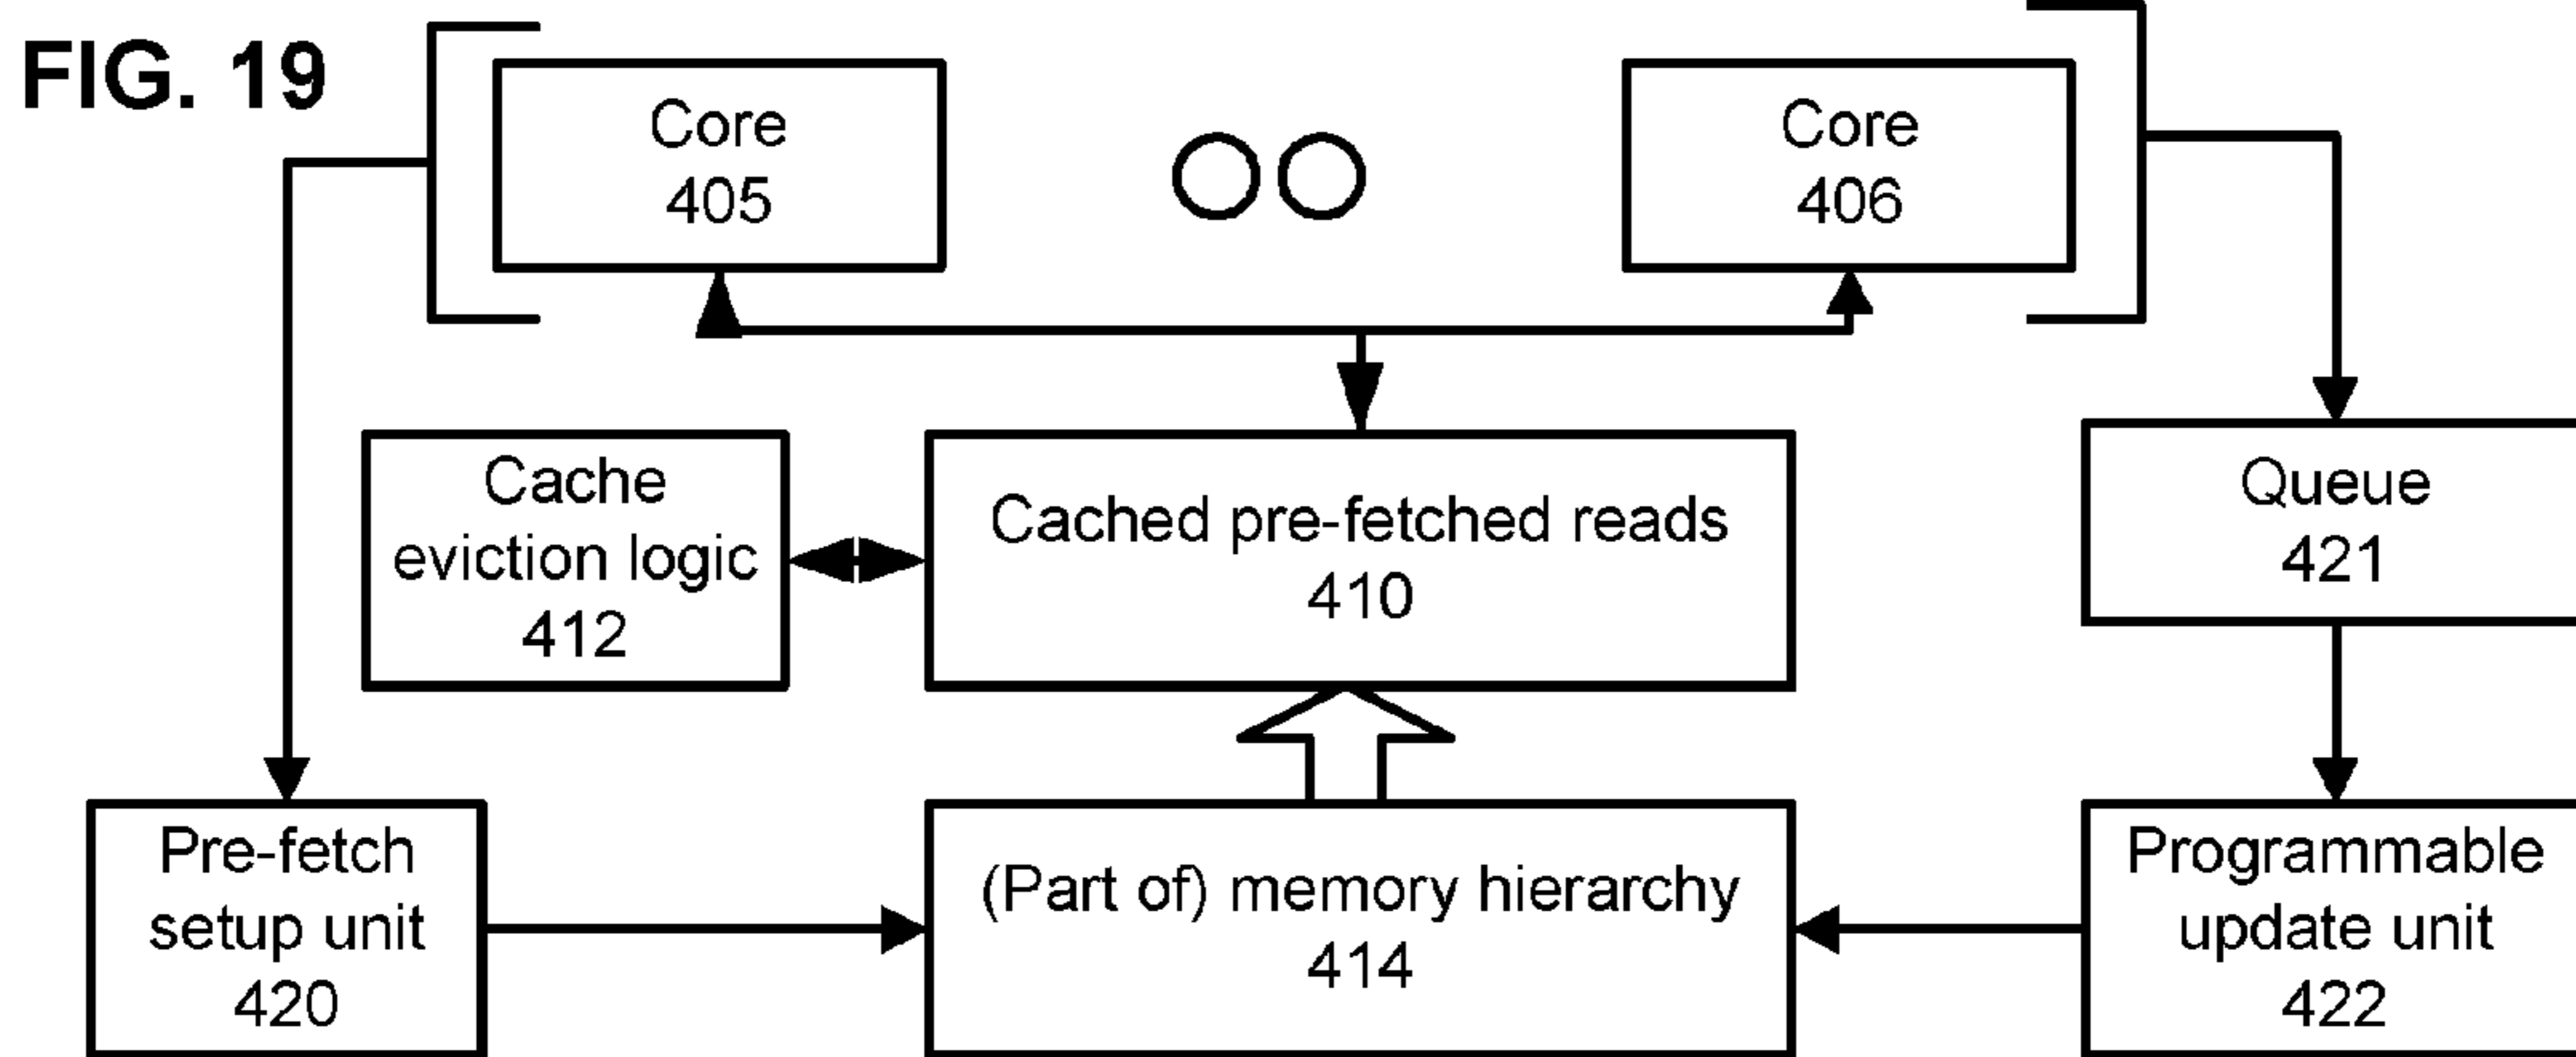 FIG. 19
Core
405
Core
406
Cache
eviction logic
412
Cached pre-fetched reads
410
Queue
421
Pre-fetch
setup unit
420
(Part of) memory hierarchy
414
Programmable
update unit
422